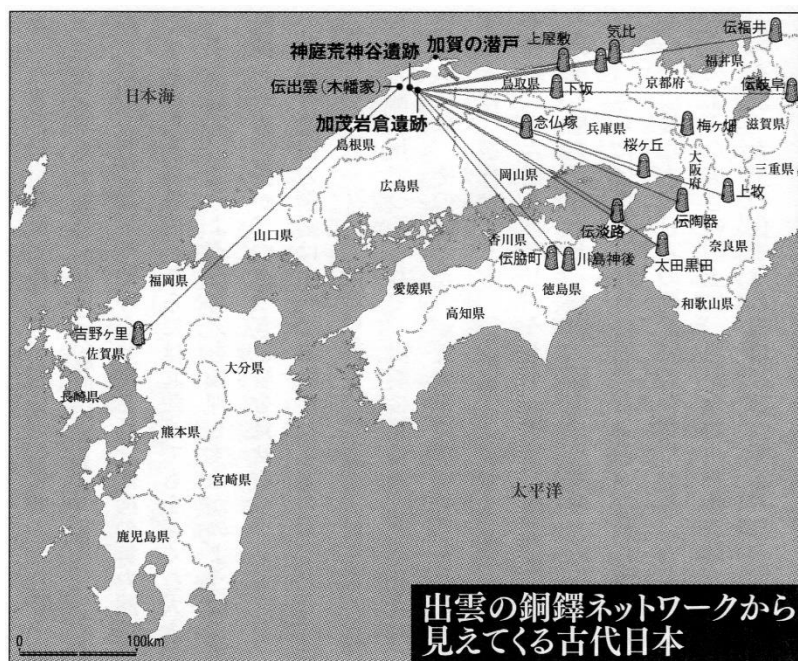 上屋敷
気比
伝福井
神庭荒神谷遺跡
加賀の潜戸
福井県
日本海
伝出雲(木幡家)
鳥取県
下坂
京都府
伝岐阜
加茂岩倉遺跡
念仏塚
兵庫県
梅ヶ畑
滋賀県
島根県
桜ヶ丘
大阪府
三重県
広島県
岡山県
上牧
伝淡路
伝陶器
山口県
香川県
奈良県
福岡県
伝脇町
川島神後
太田黒田
愛媛県
徳島県
和歌山県
高知県
吉野ヶ里
佐賀県
大分県
長崎県
熊本県
宮崎県
太平洋
鹿児島県
出雲の銅鐸ネットワークから
見えてくる古代日本
0
100km